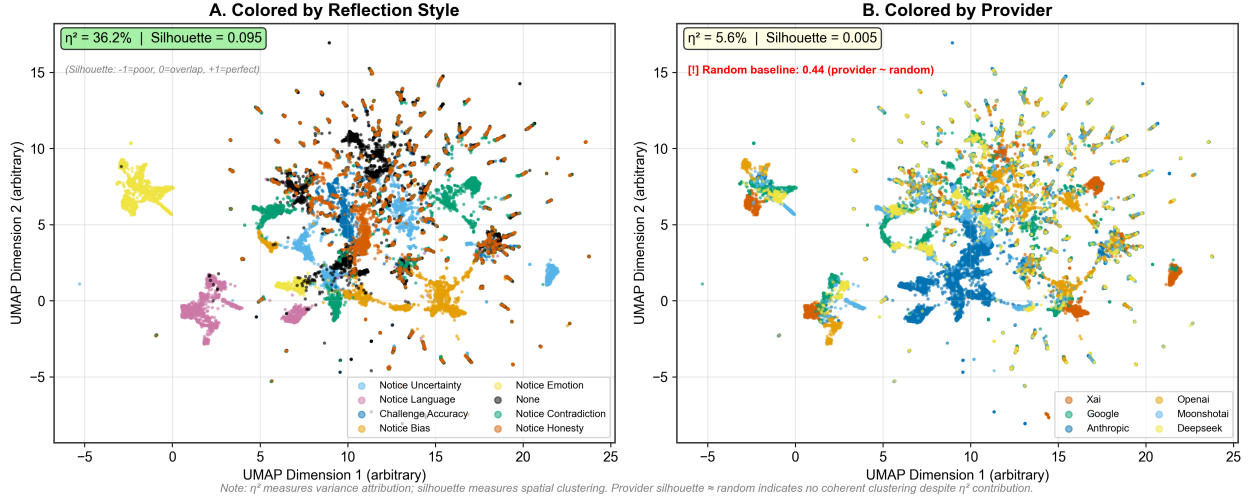 A. Colored by Reflection Style
η² = 36.2% | Silhouette = 0.095
(Silhouette: -1=poor, 0=overlap, +1=perfect)
15
10
5
0
−5
−5 0 5 10 15 20 25
UMAP Dimension 2 (arbitrary)
UMAP Dimension 1 (arbitrary)
Notice Uncertainty
Notice Language
Challenge Accuracy
Notice Bias
Notice Emotion
None
Notice Contradiction
Notice Honesty
B. Colored by Provider
η² = 5.6% | Silhouette = 0.005
[!] Random baseline: 0.44 (provider ~ random)
15
10
5
0
−5
−5 0 5 10 15 20 25
UMAP Dimension 2 (arbitrary)
UMAP Dimension 1 (arbitrary)
Xai
Google
Anthropic
Openai
Moonshotai
Deepseek
Note: η² measures variance attribution; silhouette measures spatial clustering. Provider silhouette ≈ random indicates no coherent clustering despite η² contribution.